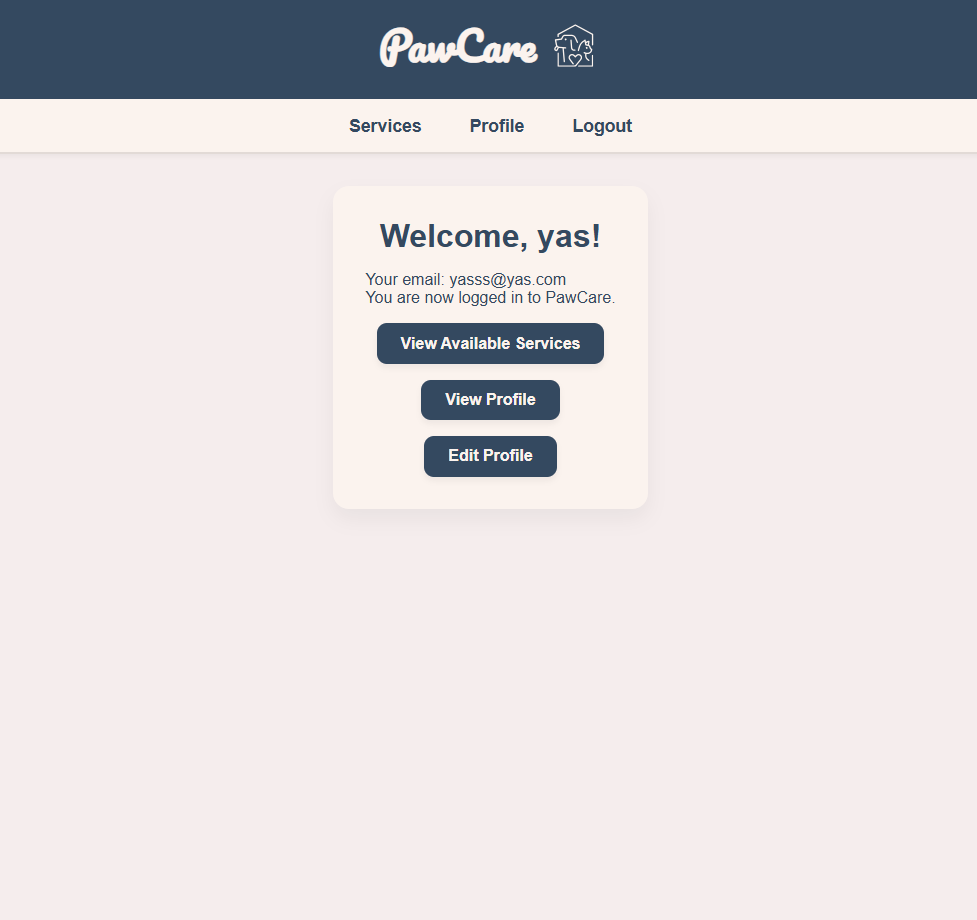 PawCare
Services Profile Logout
Welcome, yas!
Your email: yasss@yas.com
You are now logged in to PawCare.
View Available Services
View Profile
Edit Profile